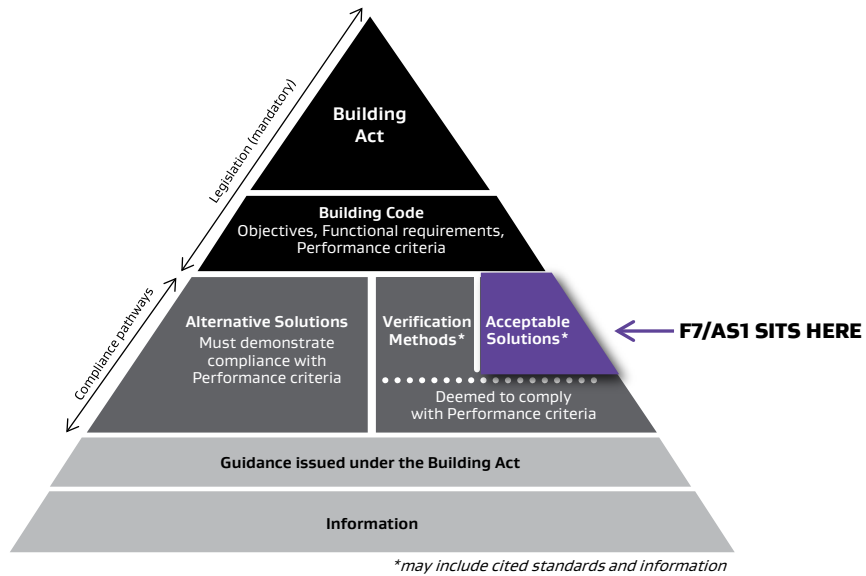 Legislation (mandatory)
Building
Act
Building Code
Objectives, Functional requirements,
Performance criteria
Compliance pathways
Alternative Solutions
Must demonstrate
compliance with
Performance criteria
Verification
Methods*
Acceptable
Solutions*
F7/AS1 SITS HERE
Deemed to comply
with Performance criteria
Guidance issued under the Building Act
Information
*may include cited standards and information